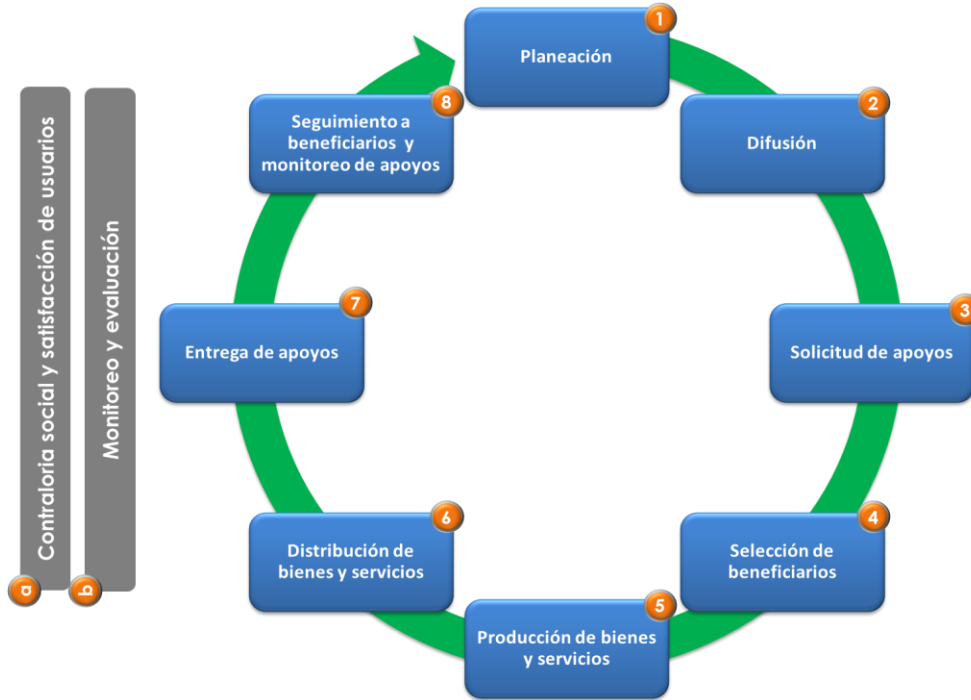 1
Planeación
2
Difusión
3
Solicitud de apoyos
4
Selección de
beneficiarios
5
Producción de bienes
y servicios
6
Distribución de
bienes y servicios
7
Entrega de apoyos
8
Seguimiento a
beneficiarios y
monitoreo de apoyos
a
Contraloria social y satisfacción de usuarios
b
Monitoreo y evaluación